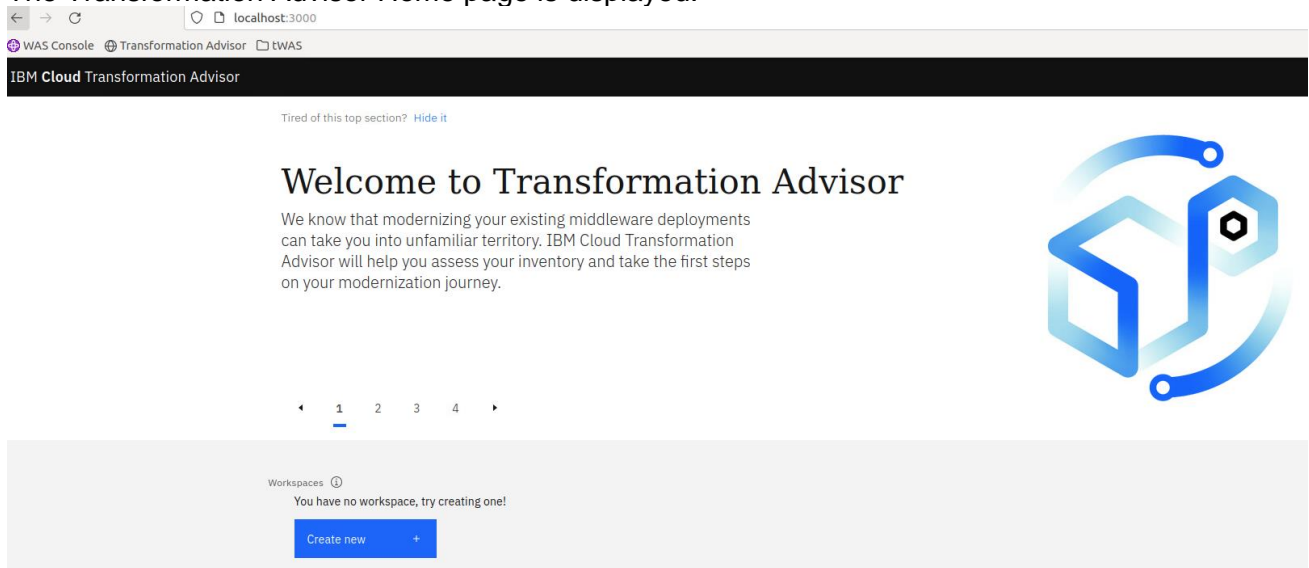 The Transformation Advisor Home page is displayed.
localhost:3000
WAS Console Transformation Advisor tWAS
IBM Cloud Transformation Advisor
Tired of this top section? Hide it
Welcome to Transformation Advisor
We know that modernizing your existing middleware deployments
can take you into unfamiliar territory. IBM Cloud Transformation
Advisor will help you assess your inventory and take the first steps
on your modernization journey.
1 2 3 4
Workspaces
You have no workspace, try creating one!
Create new +